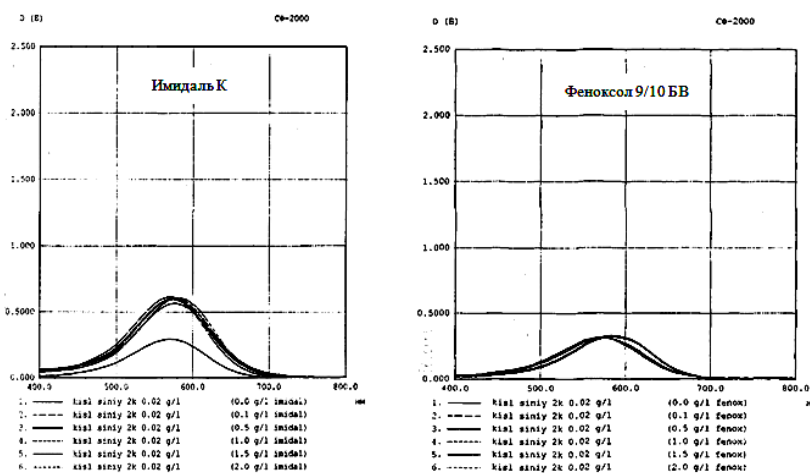 D (Б)
СФ-2000
2.500
Имидаль К
2.000
1.500
1.000
0.5000
0.000
400.0 500.0 600.0 700.0 800.0
нм
1. kisl siniy 2k 0.02 g/l (0.0 g/l imidal)
2. kisl siniy 2k 0.02 g/l (0.1 g/l imidal)
3. kisl siniy 2k 0.02 g/l (0.5 g/l imidal)
4. kisl siniy 2k 0.02 g/l (1.0 g/l imidal)
5. kisl siniy 2k 0.02 g/l (1.5 g/l imidal)
6. kisl siniy 2k 0.02 g/l (2.0 g/l imidal)
D (Б)
СФ-2000
2.500
Феноксол 9/10 БВ
2.000
1.500
1.000
0.5000
0.000
400.0 500.0 600.0 700.0 800.0
1. kisl siniy 2k 0.02 g/l (0.0 g/l fenox)
2. kisl siniy 2k 0.02 g/l (0.1 g/l fenox)
3. kisl siniy 2k 0.02 g/l (0.5 g/l fenox)
4. kisl siniy 2k 0.02 g/l (1.0 g/l fenox)
5. kisl siniy 2k 0.02 g/l (1.5 g/l fenox)
6. kisl siniy 2k 0.02 g/l (2.0 g/l fenox)